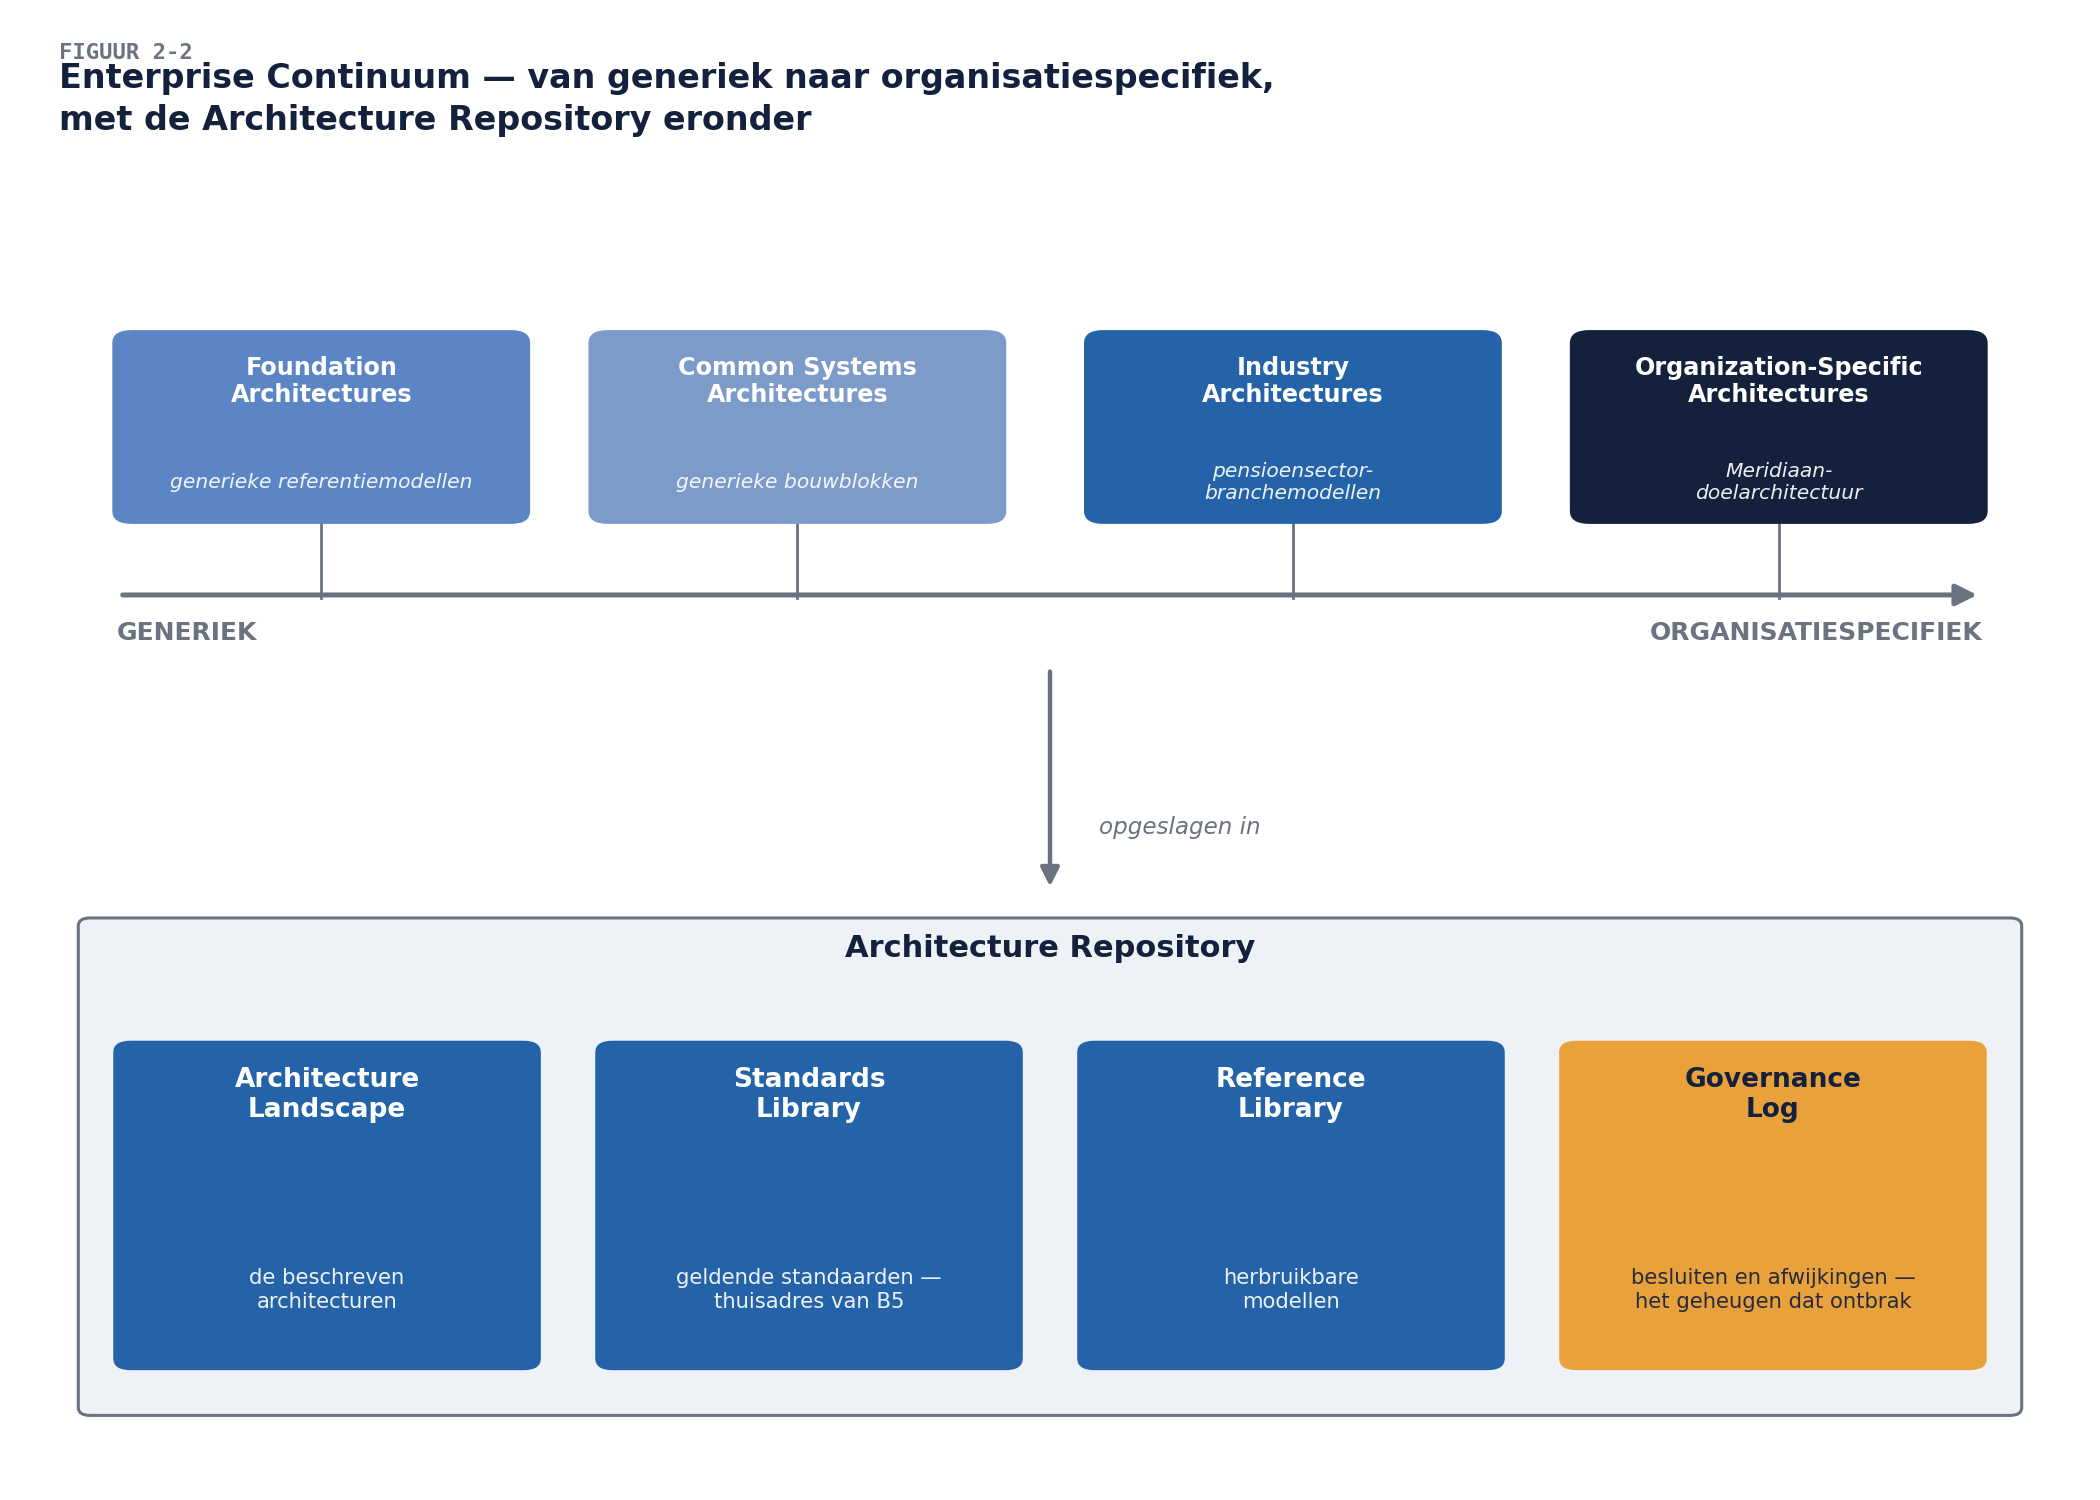 FIGUUR 2-2
Enterprise Continuum — van generiek naar organisatiespecifiek,
met de Architecture Repository eronder
Foundation
Architectures
generieke referentiemodellen
Common Systems
Architectures
generieke bouwblokken
Industry
Architectures
pensioensector-
branchemodellen
Organization-Specific
Architectures
Meridiaan-
doelarchitectuur
GENERIEK
ORGANISATIESPECIFIEK
opgeslagen in
Architecture Repository
Architecture
Landscape
de beschreven
architecturen
Standards
Library
geldende standaarden —
thuisadres van B5
Reference
Library
herbruikbare
modellen
Governance
Log
besluiten en afwijkingen —
het geheugen dat ontbrak